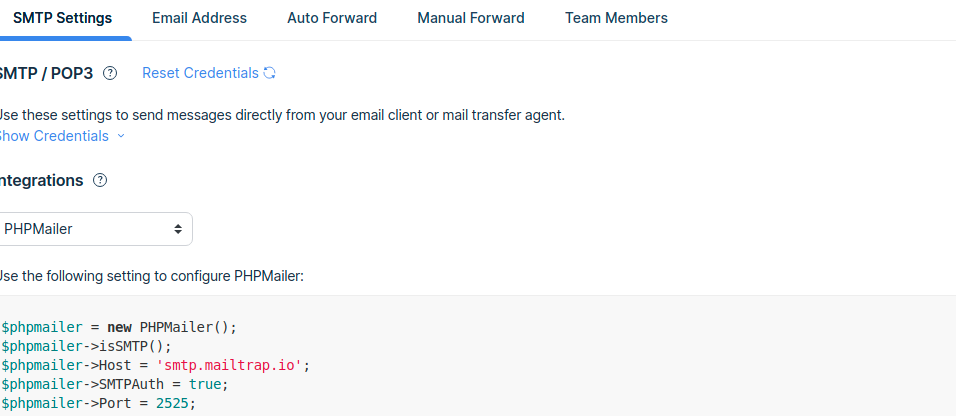 SMTP Settings Email Address Auto Forward Manual Forward Team Members
SMTP / POP3 ? Reset Credentials
Use these settings to send messages directly from your email client or mail transfer agent.
Show Credentials
Integrations ?
PHPMailer
Use the following setting to configure PHPMailer:
$phpmailer = new PHPMailer();
$phpmailer->isSMTP();
$phpmailer->Host = 'smtp.mailtrap.io';
$phpmailer->SMTPAuth = true;
$phpmailer->Port = 2525;